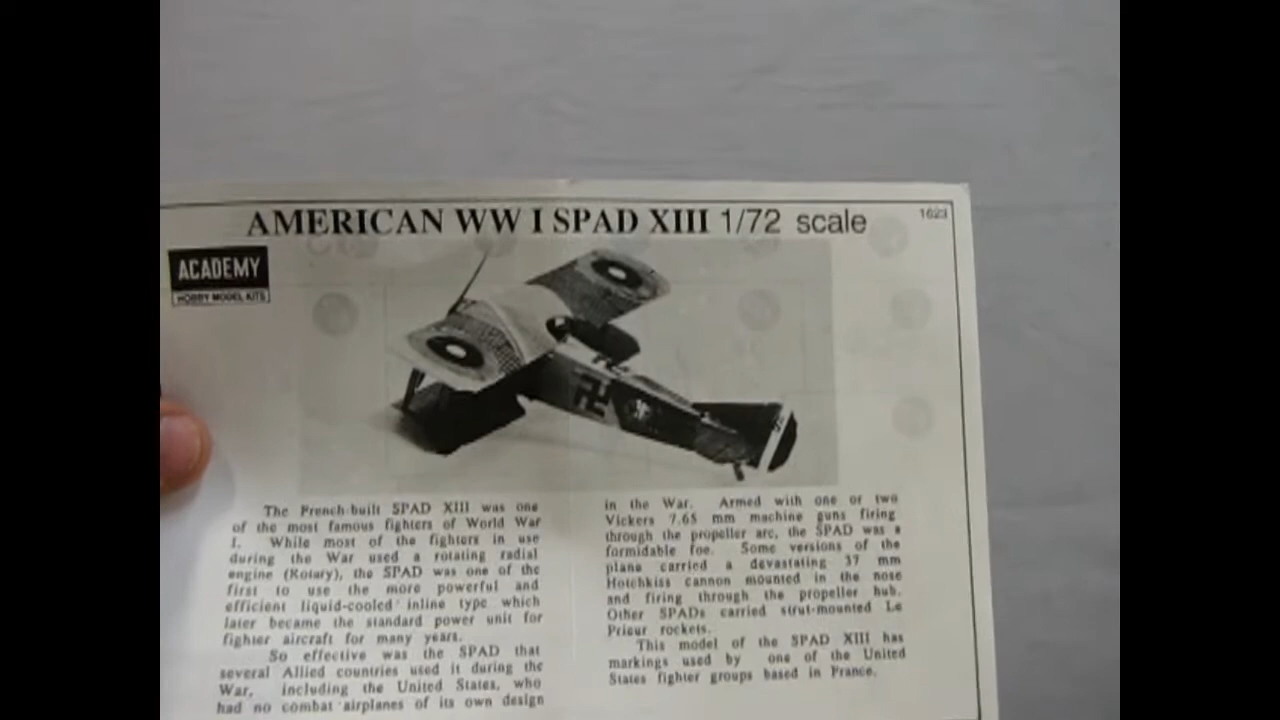 AMERICAN WW I SPAD XIII 1/72 scale
1623
ACADEMY
HOBBY MODEL KITS
The French-built SPAD XIII was one
of the most famous fighters of World War
I. While most of the fighters in use
during the War used a rotating radial
engine (Rotary), the SPAD was one of the
first to use the more powerful and
efficient liquid-cooled inline type which
later became the standard power unit for
fighter aircraft for many years.
So effective was the SPAD that
several Allied countries used it during the
War, including the United States, who
had no combat airplanes of its own design
in the War. Armed with one or two
Vickers 7.65 mm machine guns firing
through the propeller arc, the SPAD was a
formidable foe. Some versions of the
plane carried a devastating 37 mm
Hotchkiss cannon mounted in the nose
and firing through the propeller hub.
Other SPADs carried strut-mounted Le
Prieur rockets.
This model of the SPAD XIII has
markings used by one of the United
States fighter groups based in France.